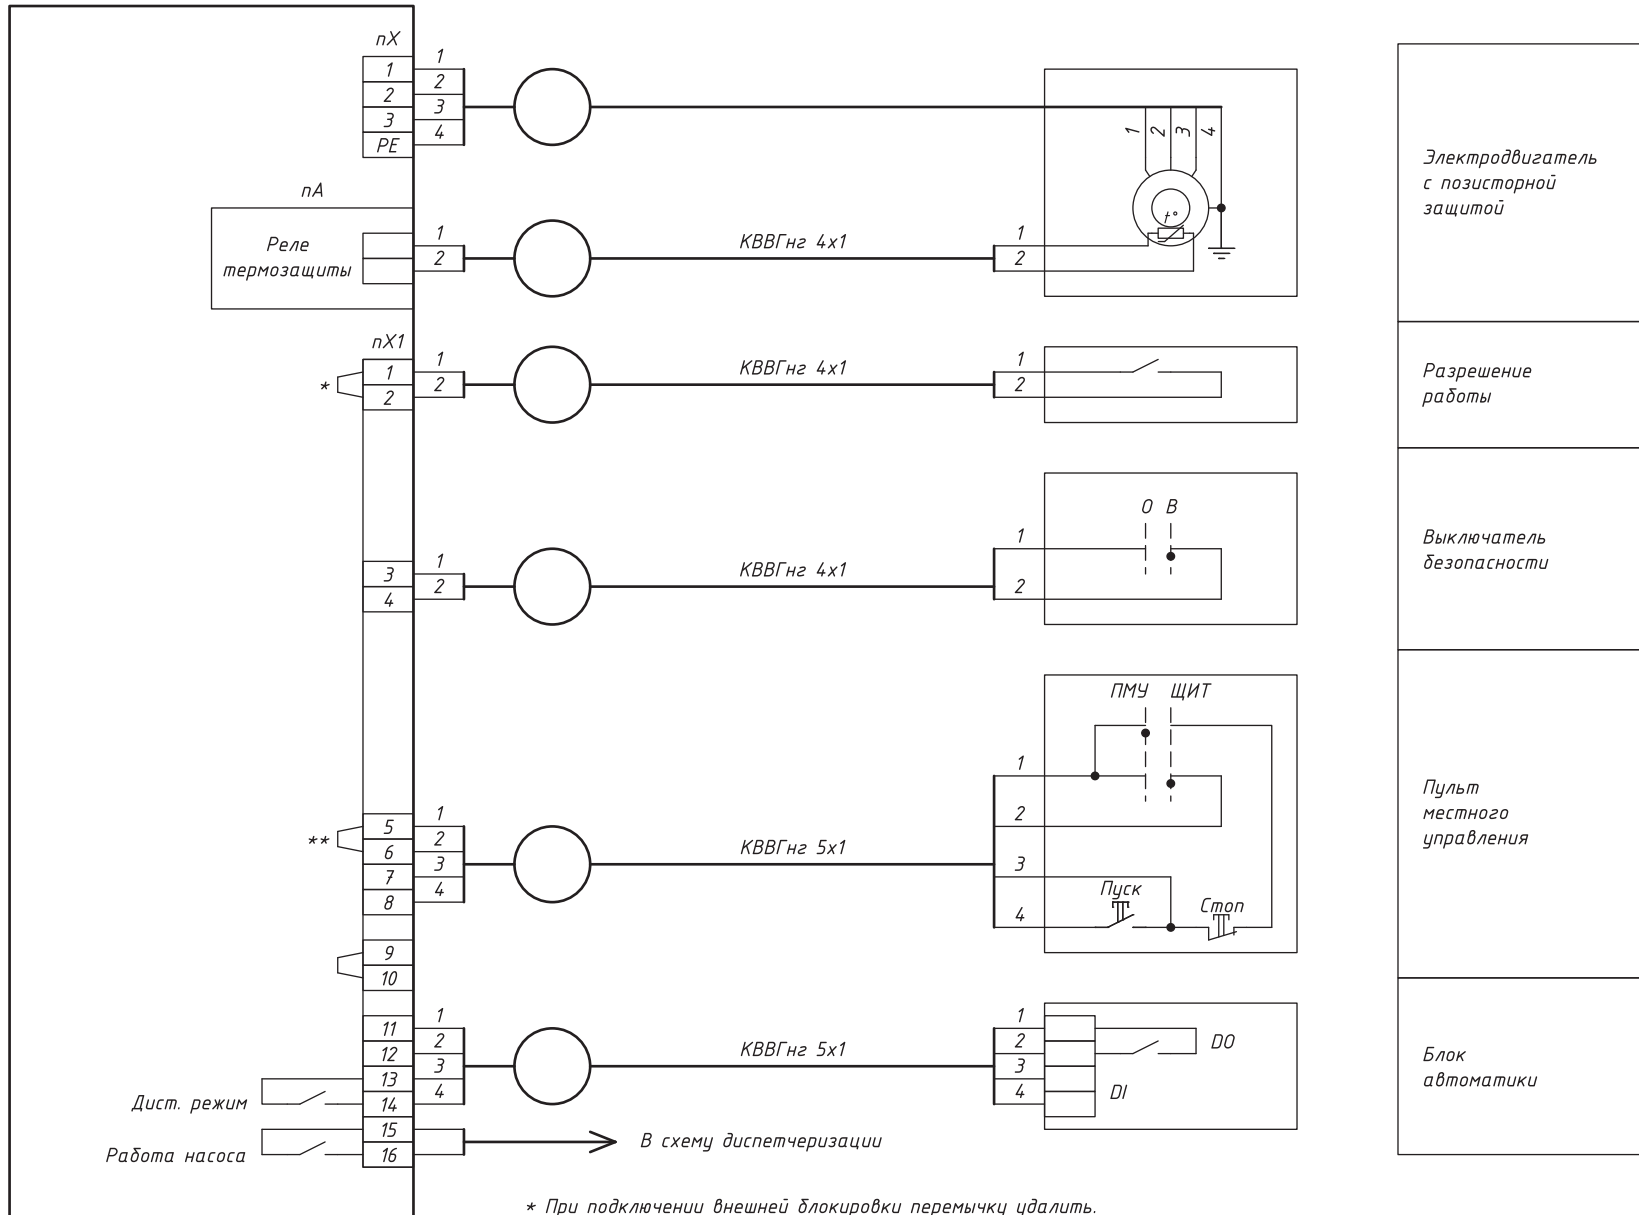 пХ
1
2
3
PE
1
2
3
4
1
2
3
4
Электродвигатель
с позисторной
защитой
пА
Реле
термозащиты
1
2
КВВГнг 4х1
1
2
t°
пХ1
*
1
2
1
2
КВВГнг 4х1
1
2
Разрешение
работы
3
4
1
2
КВВГнг 4х1
1
2
О В
Выключатель
безопасности
**
5
6
7
8
1
2
3
4
КВВГнг 5х1
1
2
3
4
ПМУ ЩИТ
Пуск
Стоп
Пульт
местного
управления
9
10
11
12
13
14
15
16
1
2
3
4
КВВГнг 5х1
1
2
3
4
DO
DI
Блок
автоматики
Дист. режим
Работа насоса
В схему диспетчеризации
* При подключении внешней блокировки перемычку удалить.